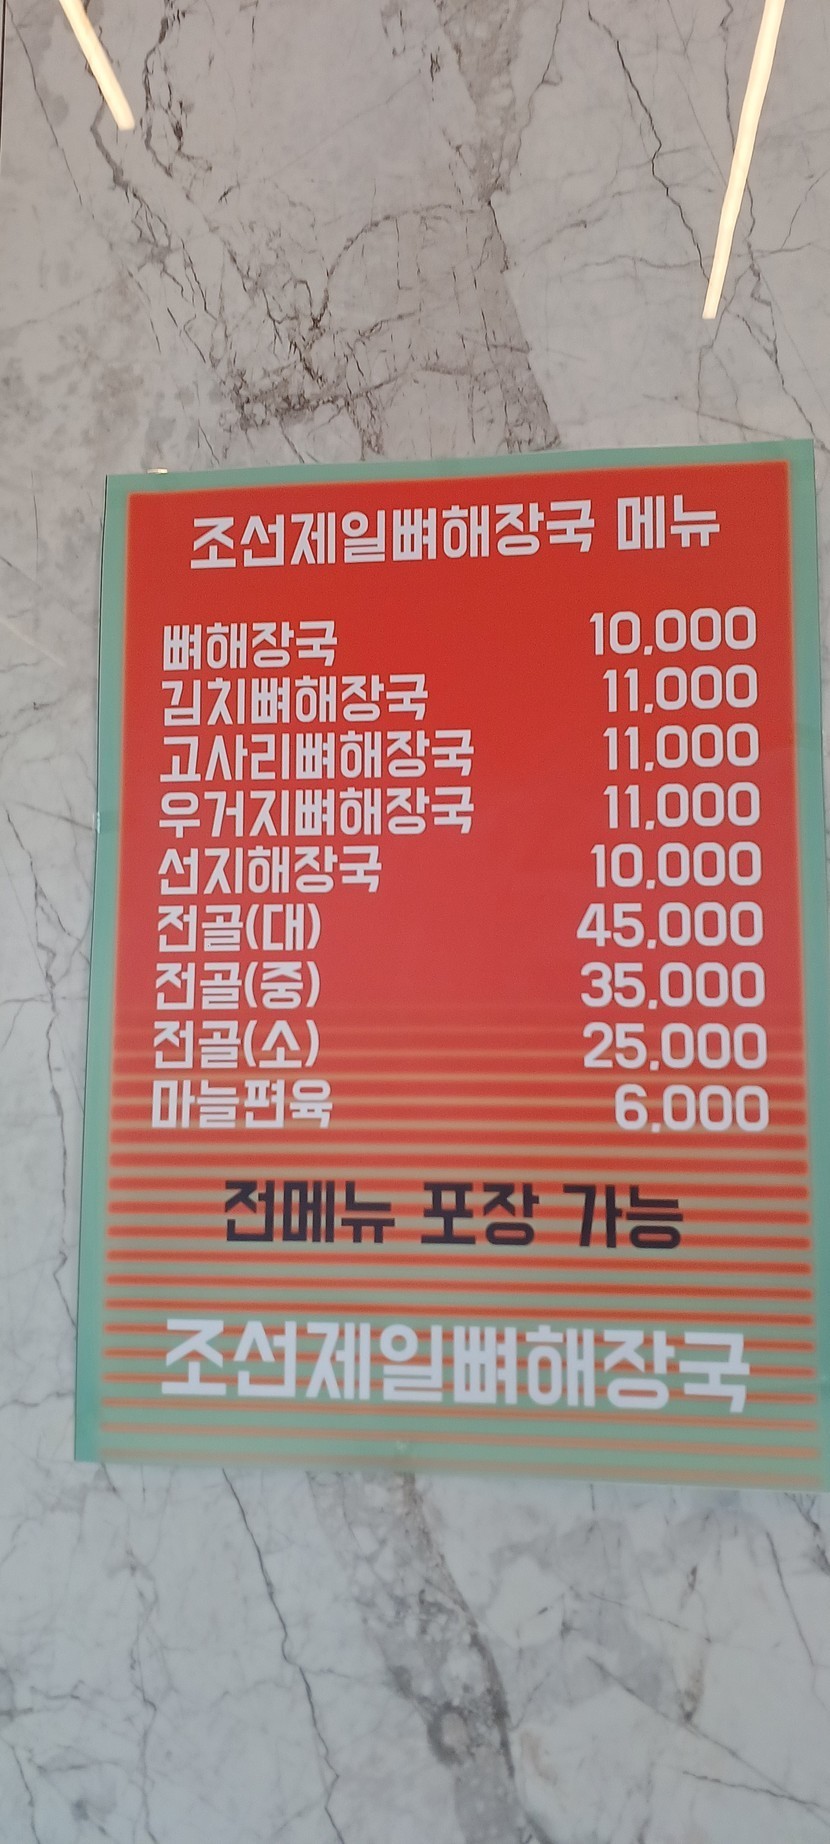 조선제일뼈해장국 메뉴
뼈해장국 10,000
김치뼈해장국 11,000
고사리뼈해장국 11,000
우거지뼈해장국 11,000
선지해장국 10,000
전골(대) 45,000
전골(중) 35,000
전골(소) 25,000
마늘편육 6,000
전메뉴 포장 가능
조선제일뼈해장국